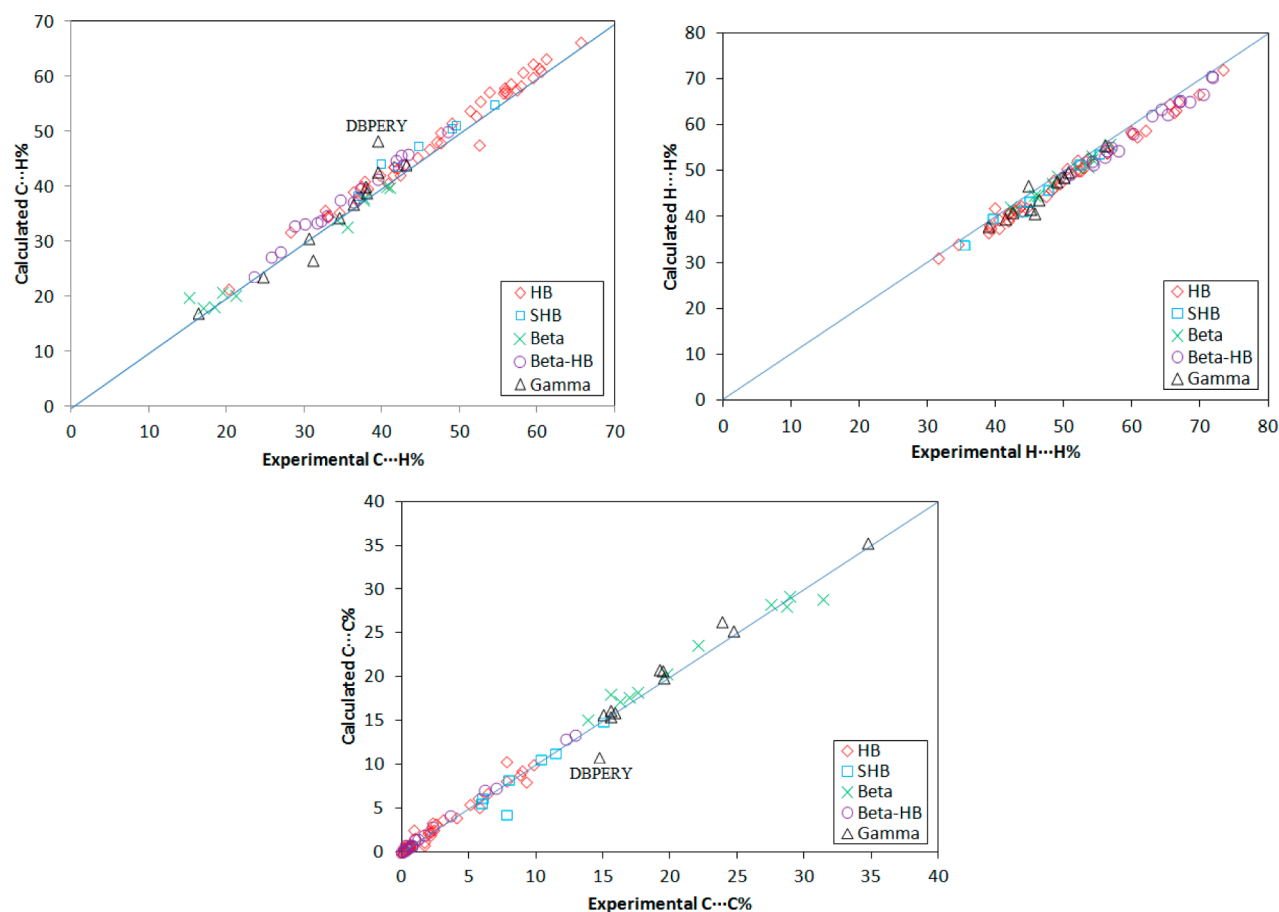 Calculated C···H%
70
60
50
40
30
20
10
0
DBPERY
HB
SHB
Beta
Beta-HB
Gamma
0 10 20 30 40 50 60 70
Experimental C···H%
Calculated H···H%
80
70
60
50
40
30
20
10
0
HB
SHB
Beta
Beta-HB
Gamma
0 10 20 30 40 50 60 70 80
Experimental H···H%
Calculated C···C%
40
35
30
25
20
15
10
5
0
DBPERY
HB
SHB
Beta
Beta-HB
Gamma
0 5 10 15 20 25 30 35 40
Experimental C···C%